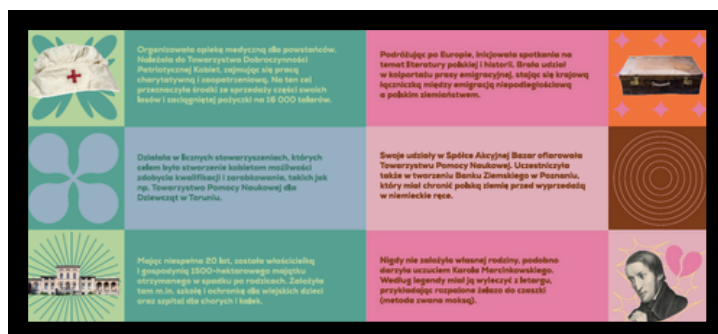 Organizowała opiekę medyczną dla powstańców.
Należała do Towarzystwa Dobroczynności
Patriotycznej Kobiet, zajmując się pracą
charytatywną i zaopatrzeniową. Na ten cel
przeznaczyła środki ze sprzedaży części swoich
lasów i zaciągniętej pożyczki na 16 000 talarów.
Działała w licznych stowarzyszeniach, których
celem było stworzenie kobietom możliwości
zdobycia kwalifikacji i zarobkowania, takich jak
np. Towarzystwo Pomocy Naukowej dla
Dziewcząt w Toruniu.
Mając niespełna 20 lat, została właścicielką
i gospodynią 1500-hektarowego majątku
otrzymanego w spadku po rodzicach. Założyła
tam m.in. szkołę i ochronkę dla wiejskich dzieci
oraz szpital dla chorych i kalek.
Podróżując po Europie, inicjowała spotkania na
temat literatury polskiej i historii. Brała udział
w kolportażu prasy emigracyjnej, stając się krajową
łączniczką między emigracją niepodległościową
a polskim ziemiaństwem.
Swoje udziały w Spółce Akcyjnej Bazar ofiarowała
Towarzystwu Pomocy Naukowej. Uczestniczyła
także w tworzeniu Banku Ziemskiego w Poznaniu,
który miał chronić polską ziemię przed wyprzedażą
w niemieckie ręce.
Nigdy nie założyła własnej rodziny, podobno
darzyła uczuciem Karola Marcinkowskiego.
Według legendy miał ją wyleczyć z letargu,
przykładając rozpalone żelazo do czaszki
(metoda zwana moksą).